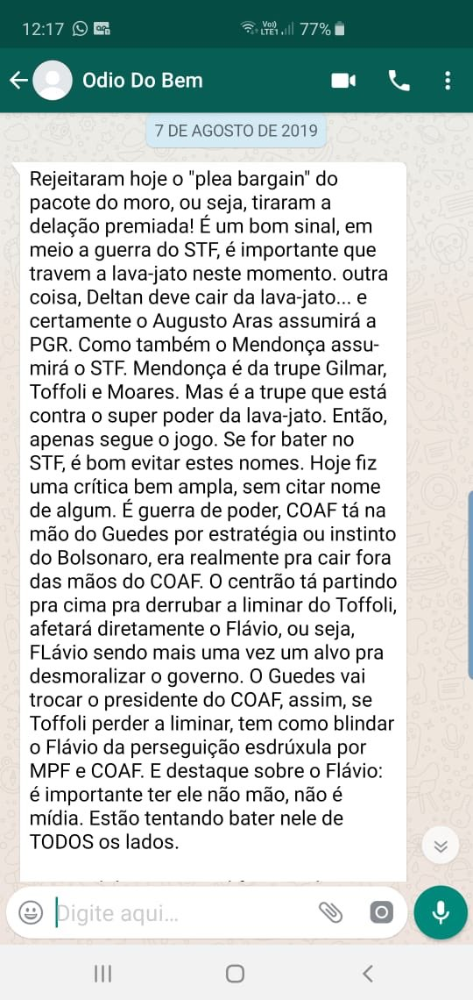 12:17
Vo)) LTE1 77%
Odio Do Bem
7 DE AGOSTO DE 2019
Rejeitaram hoje o "plea bargain" do
pacote do moro, ou seja, tiraram a
delação premiada! É um bom sinal, em
meio a guerra do STF, é importante que
travem a lava-jato neste momento. outra
coisa, Deltan deve cair da lava-jato... e
certamente o Augusto Aras assumirá a
PGR. Como também o Mendonça assu-
mirá o STF. Mendonça é da trupe Gilmar,
Toffoli e Moares. Mas é a trupe que está
contra o super poder da lava-jato. Então,
apenas segue o jogo. Se for bater no
STF, é bom evitar estes nomes. Hoje fiz
uma crítica bem ampla, sem citar nome
de algum. É guerra de poder, COAF tá na
mão do Guedes por estratégia ou instinto
do Bolsonaro, era realmente pra cair fora
das mãos do COAF. O centrão tá partindo
pra cima pra derrubar a liminar do Toffoli,
afetará diretamente o Flávio, ou seja,
FLávio sendo mais uma vez um alvo pra
desmoralizar o governo. O Guedes vai
trocar o presidente do COAF, assim, se
Toffoli perder a liminar, tem como blindar
o Flávio da perseguição esdrúxula por
MPF e COAF. E destaque sobre o Flávio:
é importante ter ele não mão, não é
mídia. Estão tentando bater nele de
TODOS os lados.
Digite aqui...